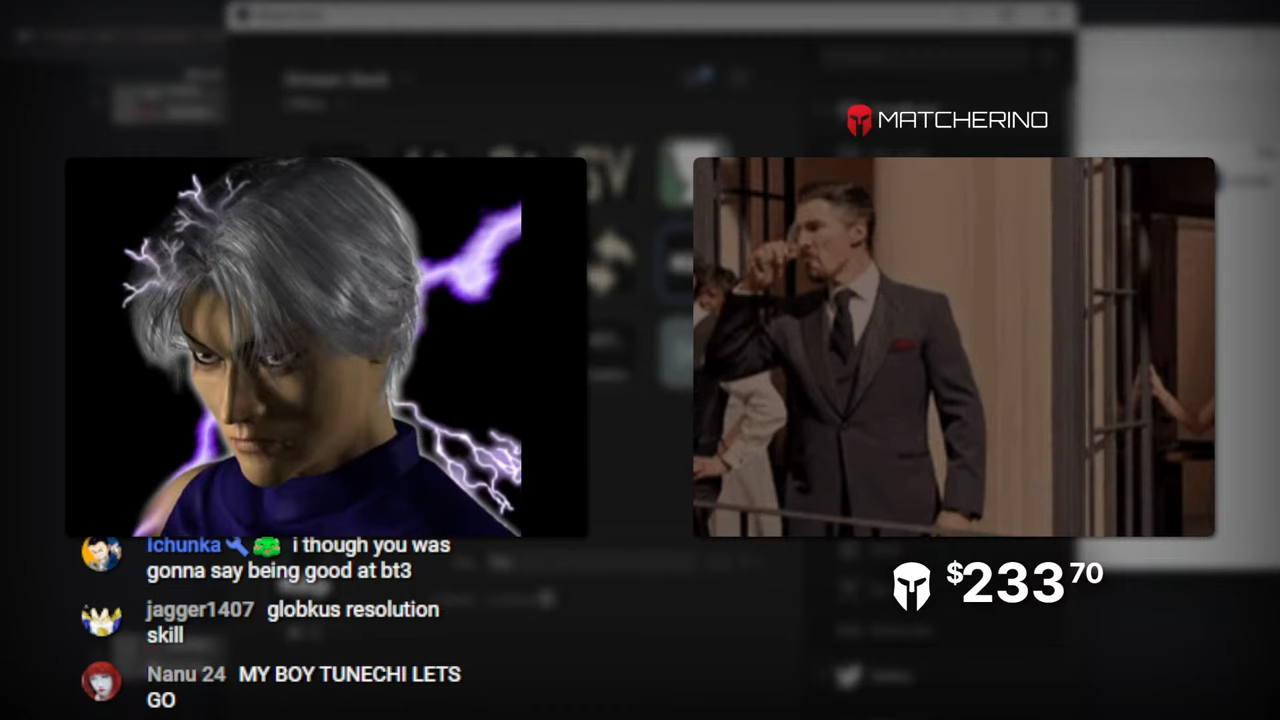 MATCHERINO
Ichunka i though you was
gonna say being good at bt3
jagger1407 globkus resolution
skill
Nanu 24 MY BOY TUNECHI LETS
GO
$233 70